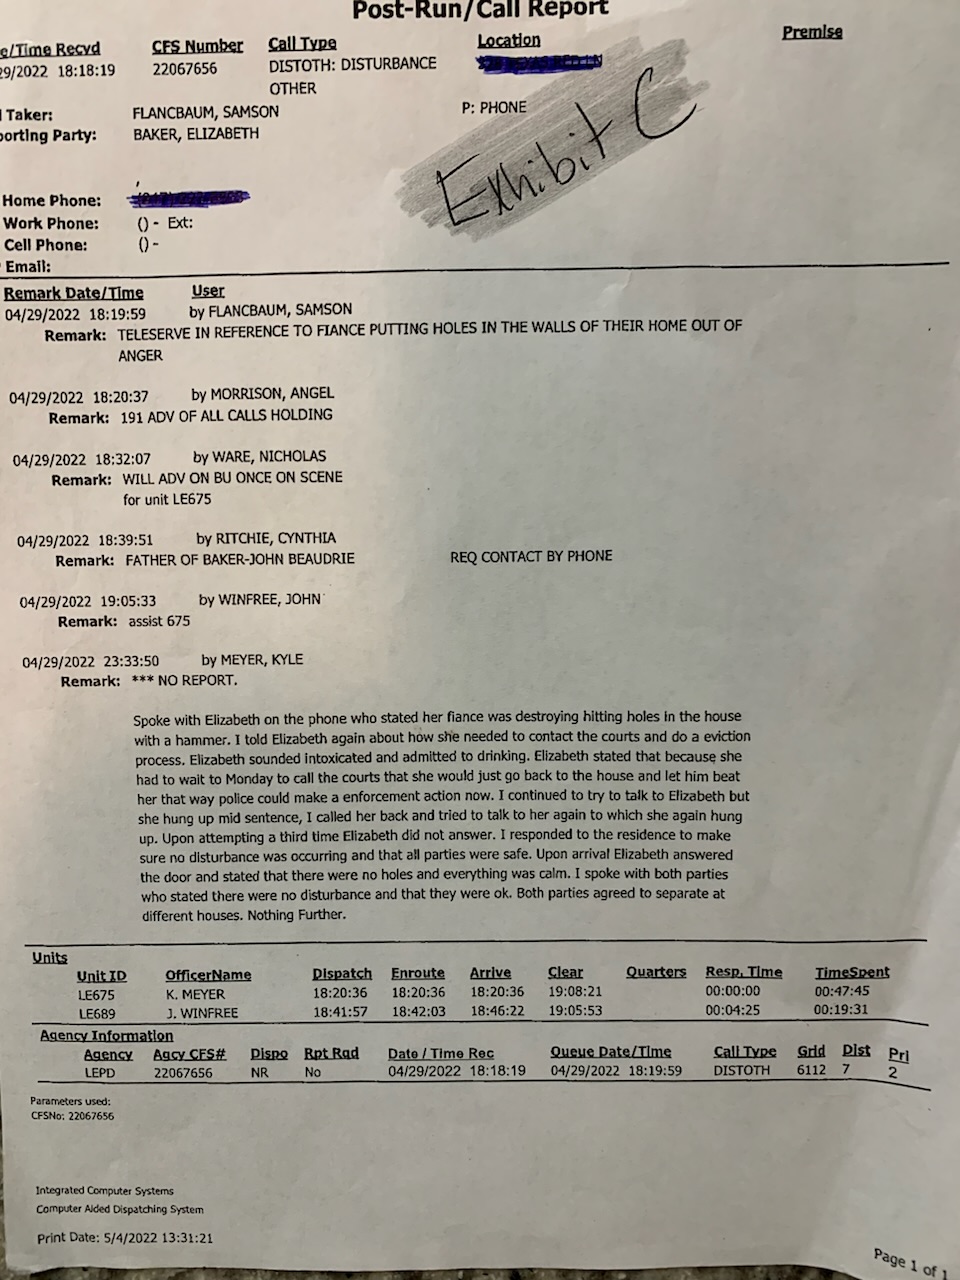 Post-Run/Call Report
e/Time Recvd CFS Number Call Type Location Premise
29/2022 18:18:19 22067656 DISTOTH: DISTURBANCE
OTHER
Taker: FLANCBAUM, SAMSON P: PHONE
porting Party: BAKER, ELIZABETH
Exhibit C
,
Home Phone:
Work Phone: () - Ext:
Cell Phone: () -
Email:
Remark Date/Time User
04/29/2022 18:19:59 by FLANCBAUM, SAMSON
Remark: TELESERVE IN REFERENCE TO FIANCE PUTTING HOLES IN THE WALLS OF THEIR HOME OUT OF
ANGER
04/29/2022 18:20:37 by MORRISON, ANGEL
Remark: 191 ADV OF ALL CALLS HOLDING
04/29/2022 18:32:07 by WARE, NICHOLAS
Remark: WILL ADV ON BU ONCE ON SCENE
for unit LE675
04/29/2022 18:39:51 by RITCHIE, CYNTHIA
Remark: FATHER OF BAKER-JOHN BEAUDRIE REQ CONTACT BY PHONE
04/29/2022 19:05:33 by WINFREE, JOHN
Remark: assist 675
04/29/2022 23:33:50 by MEYER, KYLE
Remark: *** NO REPORT.
Spoke with Elizabeth on the phone who stated her fiance was destroying hitting holes in the house
with a hammer. I told Elizabeth again about how she needed to contact the courts and do a eviction
process. Elizabeth sounded intoxicated and admitted to drinking. Elizabeth stated that because she
had to wait to Monday to call the courts that she would just go back to the house and let him beat
her that way police could make a enforcement action now. I continued to try to talk to Elizabeth but
she hung up mid sentence, I called her back and tried to talk to her again to which she again hung
up. Upon attempting a third time Elizabeth did not answer. I responded to the residence to make
sure no disturbance was occurring and that all parties were safe. Upon arrival Elizabeth answered
the door and stated that there were no holes and everything was calm. I spoke with both parties
who stated there were no disturbance and that they were ok. Both parties agreed to separate at
different houses. Nothing Further.
Units
Unit ID OfficerName Dispatch Enroute Arrive Clear Quarters Resp. Time TimeSpent
LE675 K. MEYER 18:20:36 18:20:36 18:20:36 19:08:21 00:00:00 00:47:45
LE689 J. WINFREE 18:41:57 18:42:03 18:46:22 19:05:53 00:04:25 00:19:31
Agency Information
Agency Agcy CFS# Dispo Rpt Rqd Date / Time Rec Queue Date/Time Call Type Grid Dist Pri
LEPD 22067656 NR No 04/29/2022 18:18:19 04/29/2022 18:19:59 DISTOTH 6112 7 2
Parameters used:
CFSNo: 22067656
Integrated Computer Systems
Computer Aided Dispatching System
Print Date: 5/4/2022 13:31:21
Page 1 of 1